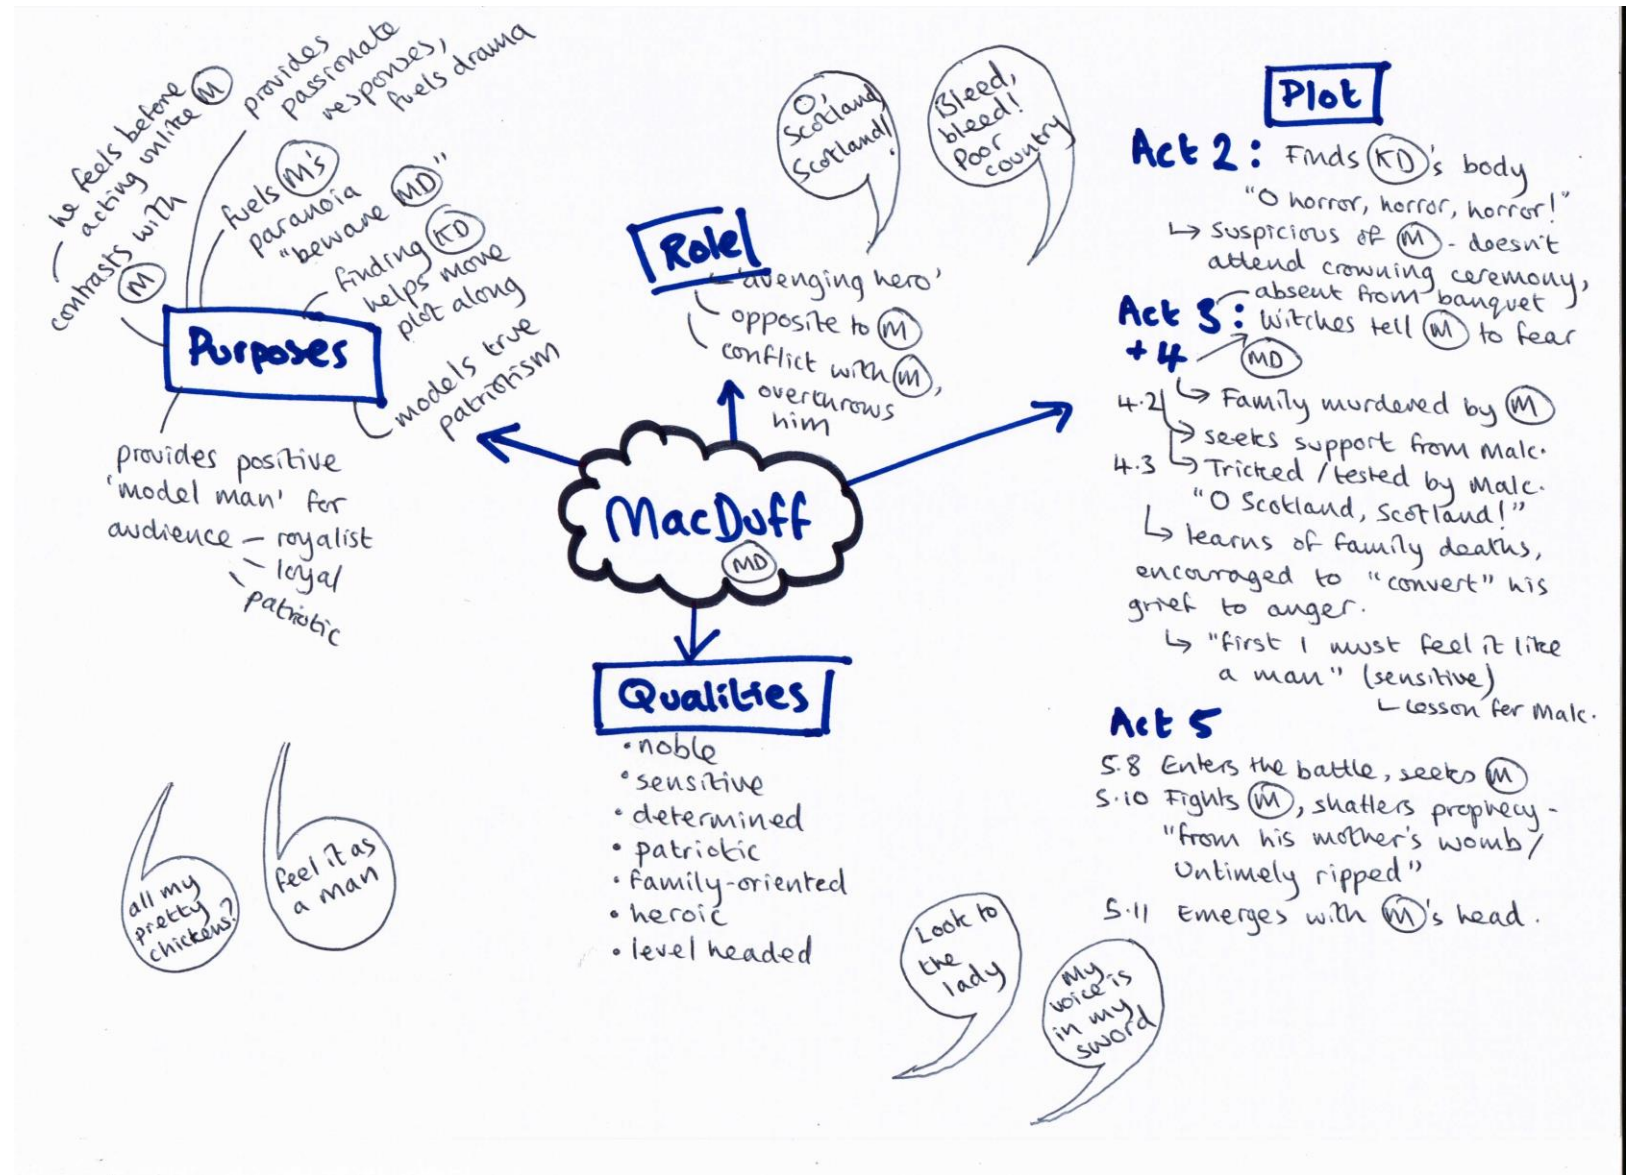 he feels before
acting unlike M
contrasts with
M
provides
passionate
responses,
fuels drama
fuels M's
paranoia
"beware MD"
finding KD
helps move
plot along
models true
patriotism
Purposes
provides positive
'model man' for
audience – royalist
– loyal
patriotic
O,
Scotland,
Scotland!
Bleed,
bleed!
Poor
country
Role
'avenging hero'
opposite to M
conflict with M,
overthrows
him
MacDuff
MD
Qualities
• noble
• sensitive
• determined
• patriotic
• family-oriented
• heroic
• level headed
all my
pretty
chickens?
feel it as
a man
Look to
the
lady
My
voice is
in my
sword
Plot
Act 2: Finds KD's body
"O horror, horror, horror!"
↳ suspicious of M - doesn't
attend crowning ceremony,
absent from banquet
Act 3: Witches tell M to fear
+ 4 MD
4.2 ↳ Family murdered by M
↳ seeks support from Malc.
4.3 ↳ Tricked/tested by Malc.
"O Scotland, Scotland!"
↳ learns of family deaths,
encouraged to "convert" his
grief to anger.
↳ "first I must feel it like
a man" (sensitive)
↳ Lesson for Malc.
Act 5
5.8 Enters the battle, seeks M
5.10 Fights M, shatters prophecy -
"from his mother's womb/
Untimely ripped"
5.11 Emerges with M's head.